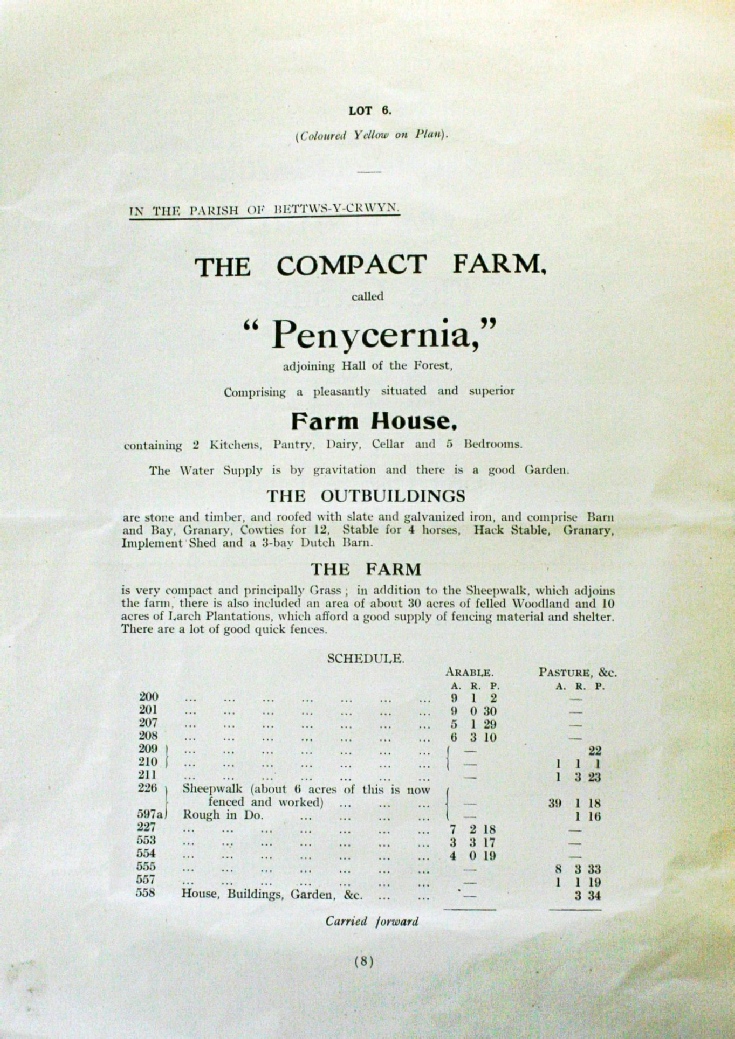 LOT 6.
(Coloured Yellow on Plan).
IN THE PARISH OF BETTWS-Y-CRWYN.
THE COMPACT FARM,
called
“ Penycernia,”
adjoining Hall of the Forest,
Comprising a pleasantly situated and superior
Farm House,
containing 2 Kitchens, Pantry, Dairy, Cellar and 5 Bedrooms.
The Water Supply is by gravitation and there is a good Garden.
THE OUTBUILDINGS
are stone and timber, and roofed with slate and galvanized iron, and comprise Barn
and Bay, Granary, Cowties for 12, Stable for 4 horses, Hack Stable, Granary,
Implement Shed and a 3-bay Dutch Barn.
THE FARM
is very compact and principally Grass ; in addition to the Sheepwalk, which adjoins
the farm, there is also included an area of about 30 acres of felled Woodland and 10
acres of Larch Plantations, which afford a good supply of fencing material and shelter.
There are a lot of good quick fences.
SCHEDULE.
ARABLE. PASTURE, &c.
A. R. P. A. R. P.
200 ... ... ... ... ... ... ... 9 1 2 —
201 ... ... ... ... ... ... ... 9 0 30 —
207 ... ... ... ... ... ... ... 5 1 29 —
208 ... ... ... ... ... ... ... 6 3 10 —
209 } ... ... ... ... ... ... ... { — 22
210 } ... ... ... ... ... ... ... { — 1 1 1
211 ... ... ... ... ... ... ... — 1 3 23
226 } Sheepwalk (about 6 acres of this is now {
fenced and worked) ... ... ... — 39 1 18
597a) Rough in Do. ... ... ... ... — 1 16
227 ... ... ... ... ... ... ... 7 2 18 —
553 ... ... ... ... ... ... ... 3 3 17 —
554 ... ... ... ... ... ... ... 4 0 19 —
555 ... ... ... ... ... ... ... — 8 3 33
557 ... ... ... ... ... ... ... — 1 1 19
558 House, Buildings, Garden, &c. ... ... — 3 34
Carried forward
(8)